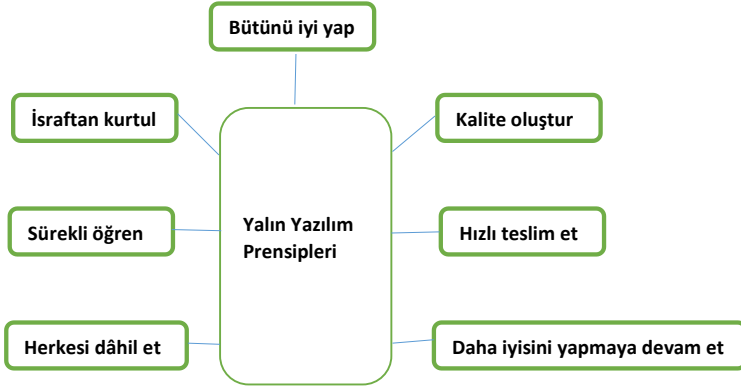 Bütünü iyi yap
İsraftan kurtul
Kalite oluştur
Yalın Yazılım
Prensipleri
Sürekli öğren
Hızlı teslim et
Herkesi dâhil et
Daha iyisini yapmaya devam et